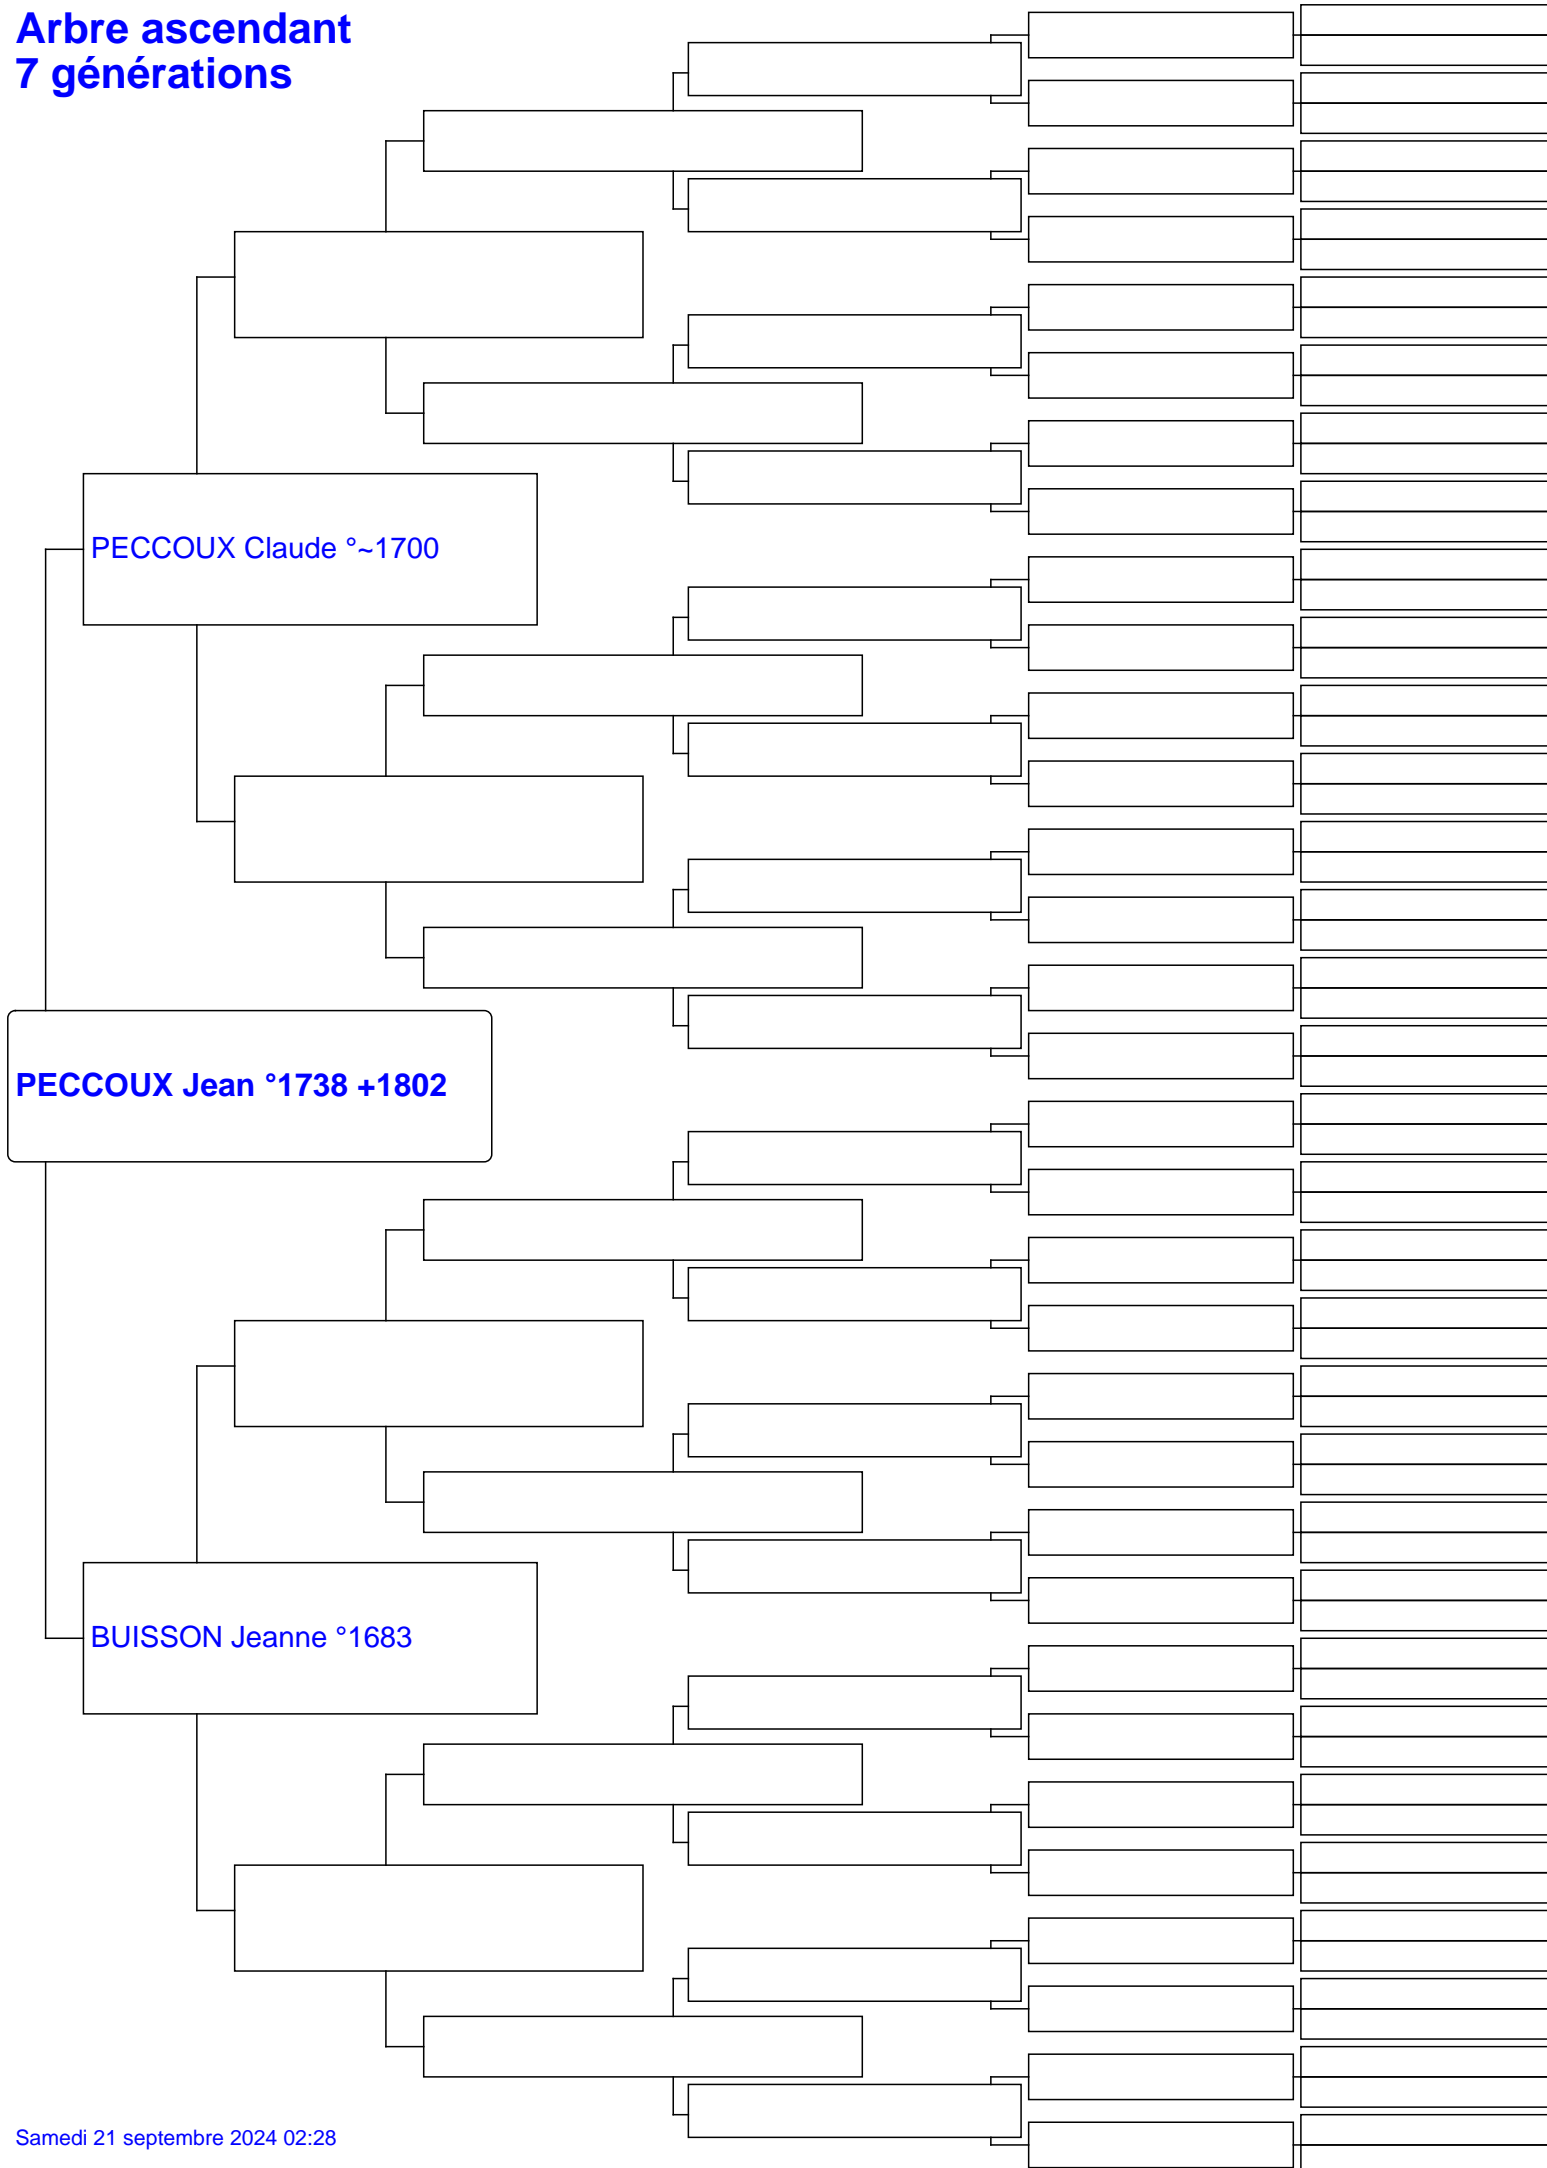 Arbre ascendant
7 générations
PECCOUX Claude °~1700
PECCOUX Jean °1738 +1802
BUISSON Jeanne °1683
Samedi 21 septembre 2024 02:28